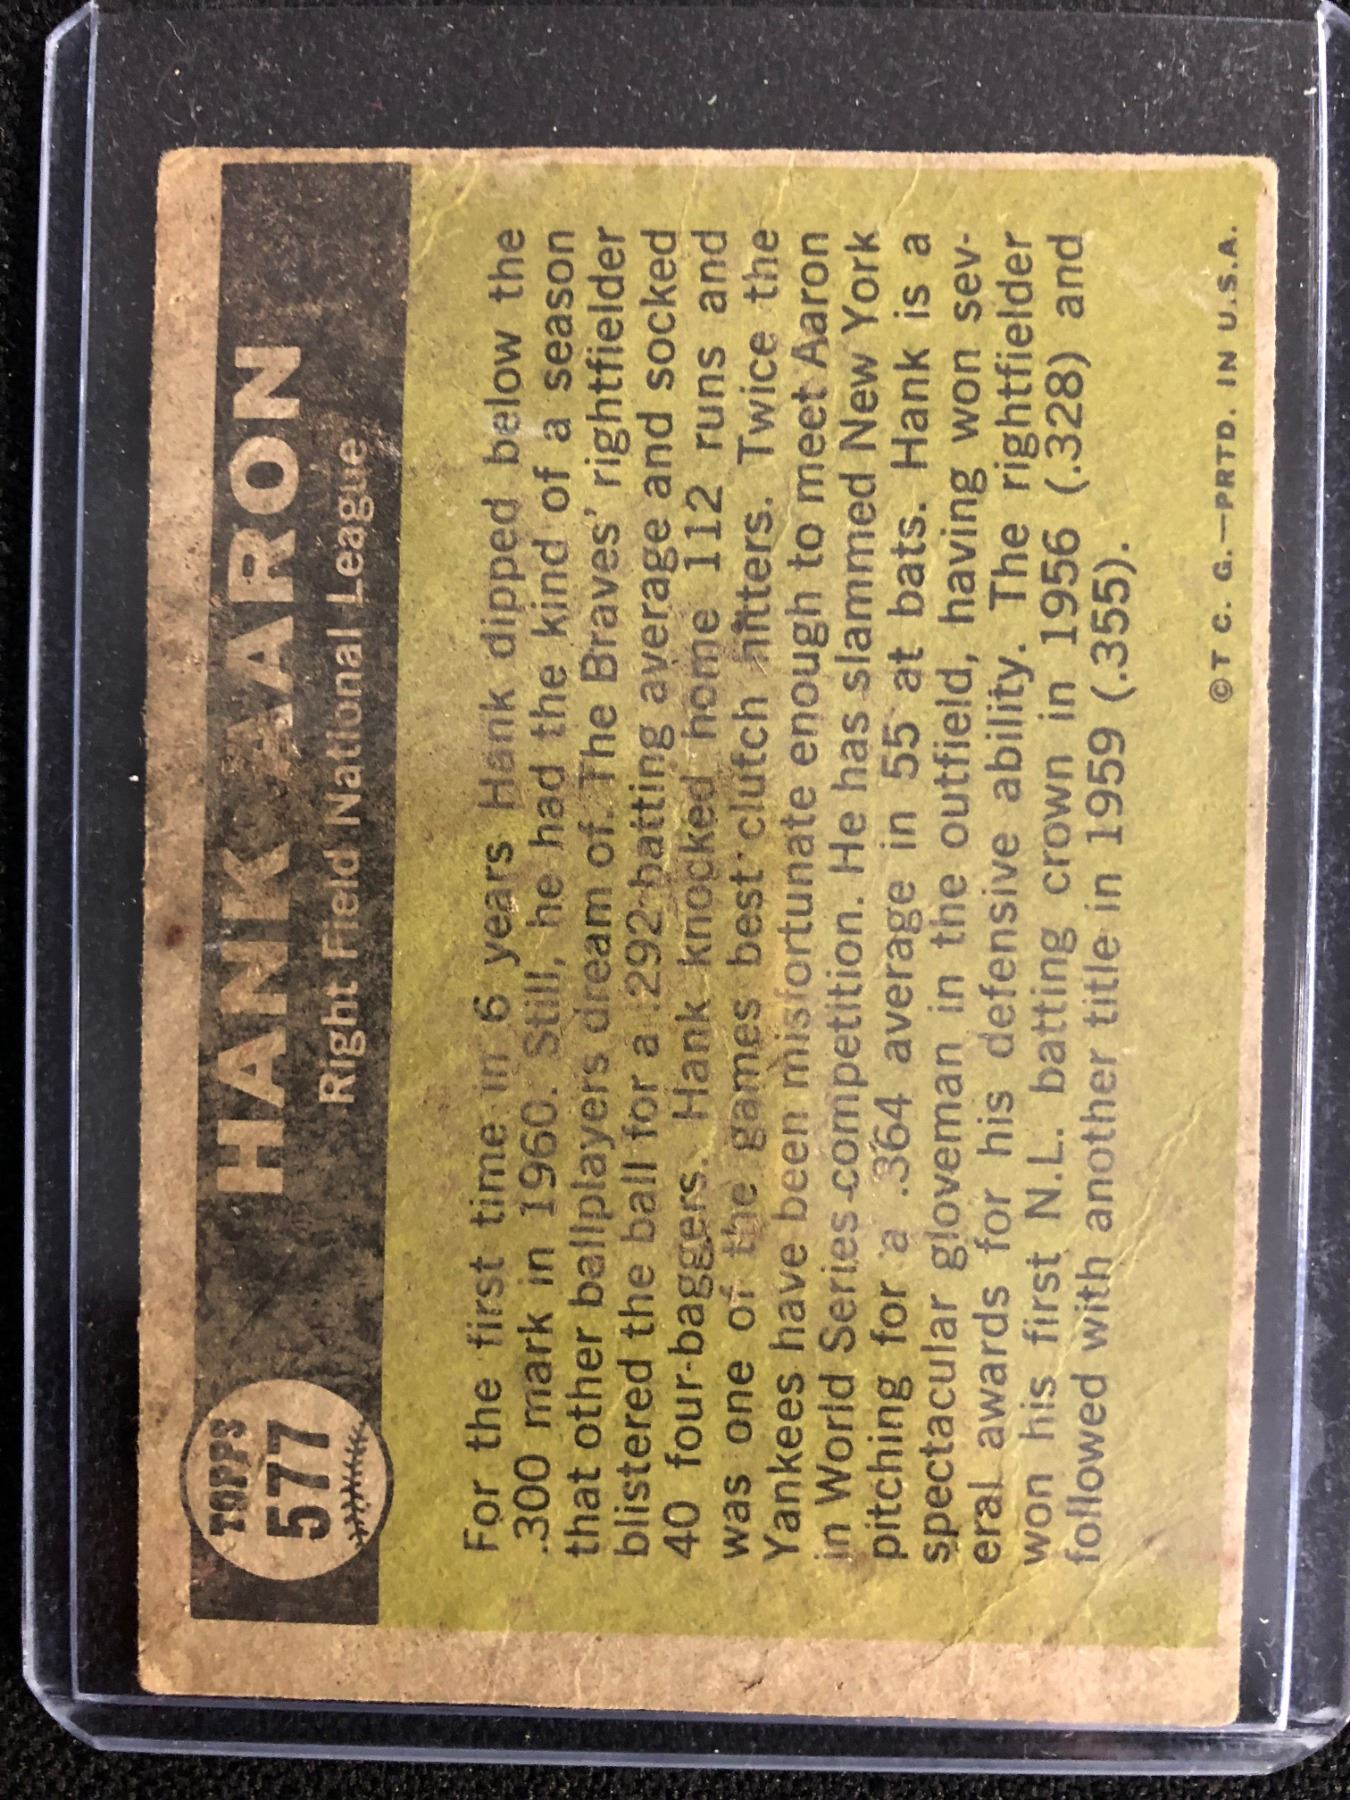 TOPPS
577
HANK AARON
Right Field National League
For the first time in 6 years Hank dipped below the
.300 mark in 1960. Still, he had the kind of a season
that other ballplayers dream of. The Braves' rightfielder
blistered the ball for a .292 batting average and socked
40 four-baggers. Hank knocked home 112 runs and
was one of the games best clutch hitters. Twice the
Yankees have been misfortunate enough to meet Aaron
in World Series competition. He has slammed New York
pitching for a .364 average in 55 at bats. Hank is a
spectacular gloveman in the outfield, having won sev-
eral awards for his defensive ability. The rightfielder
won his first N.L. batting crown in 1956 (.328) and
followed with another title in 1959 (.355).
© T. C. G.—PRTD. IN U.S.A.